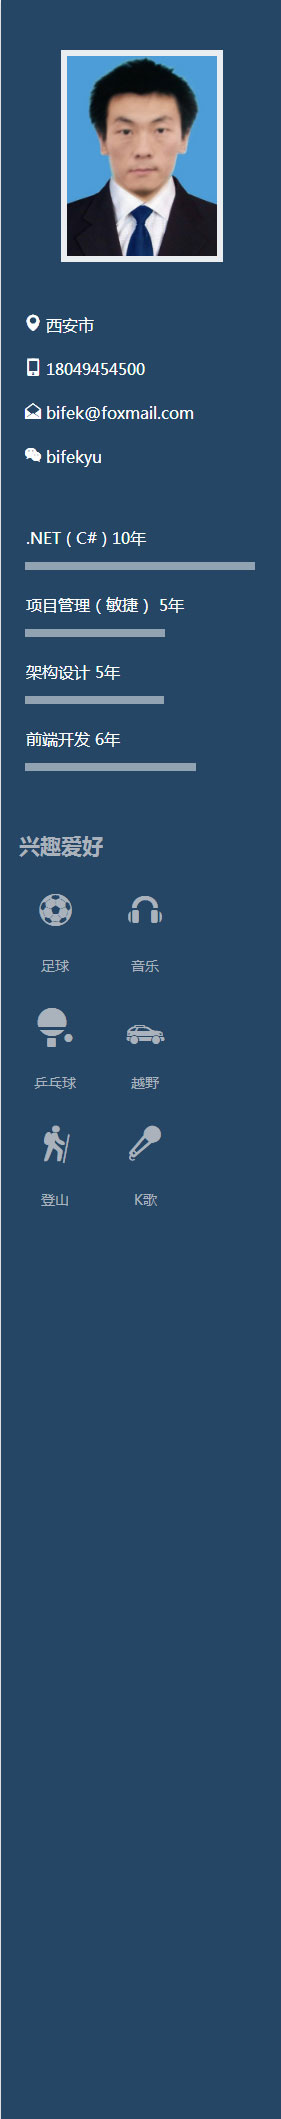 西安市
18049454500
bifek@foxmail.com
bifekyu
.NET（C#）10年
项目管理（敏捷） 5年
架构设计 5年
前端开发 6年
兴趣爱好
足球 音乐
乒乓球 越野
登山 K歌